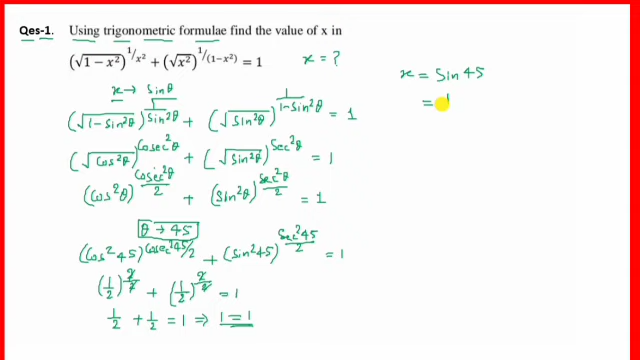 Qes-1. Using trigonometric formulae find the value of x in
(√1 − x²)^1/x² + (√x²)^1/(1−x²) = 1    x = ?
x → Sinθ
(√1 − Sin²θ)^1/Sin²θ + (√Sin²θ)^1/1−Sin²θ = 1
(√Cos²θ)^Cosec²θ + (√Sin²θ)^Sec²θ = 1
(Cos²θ)^Cosec²θ/2 + (Sin²θ)^Sec²θ/2 = 1
θ → 45
(Cos²45)^Cosec²45/2 + (Sin²45)^Sec²45/2 = 1
(1/2)^2/2 + (1/2)^2/2 = 1
1/2 + 1/2 = 1 ⇒ 1 = 1
x = Sin 45
= 1